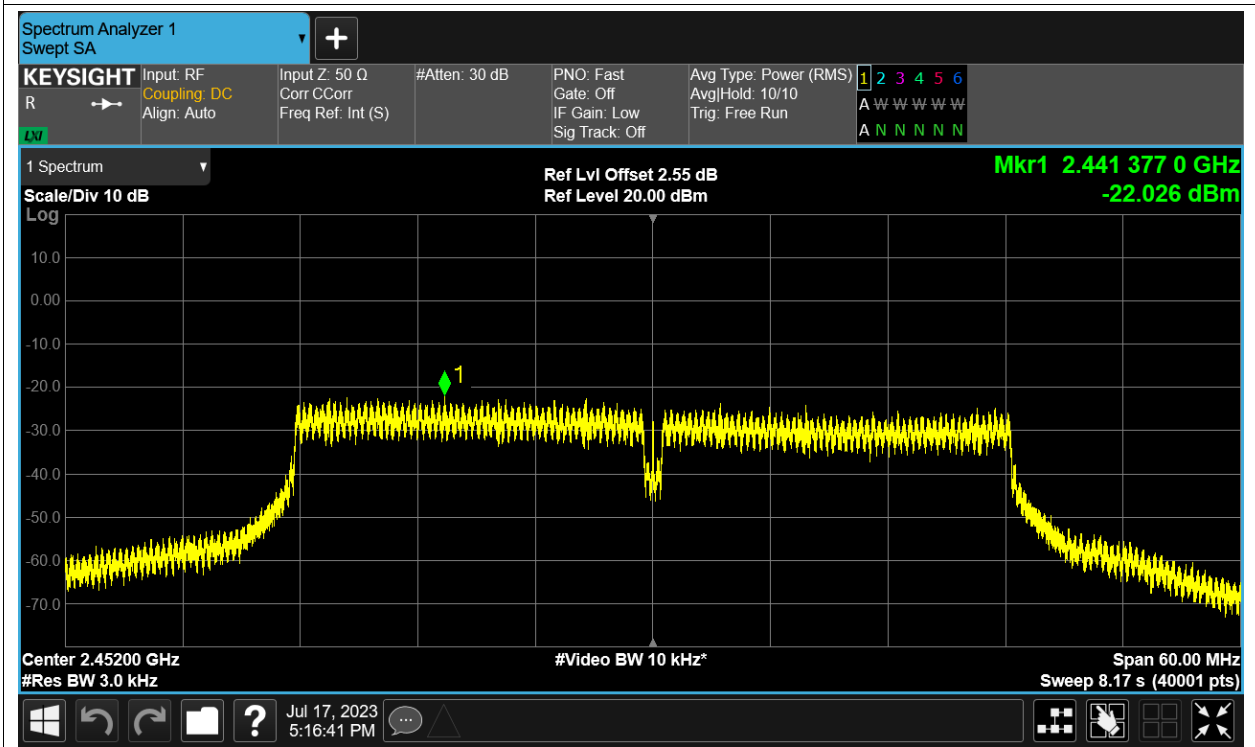 Spectrum Analyzer 1
Swept SA
KEYSIGHT
R
LXI
Input: RF
Coupling: DC
Align: Auto
Input Z: 50 Ω
Corr CCorr
Freq Ref: Int (S)
#Atten: 30 dB
PNO: Fast
Gate: Off
IF Gain: Low
Sig Track: Off
Avg Type: Power (RMS)
Avg|Hold: 10/10
Trig: Free Run
1 2 3 4 5 6
A W W W W W
A N N N N N
1 Spectrum
Scale/Div 10 dB
Log
Ref Lvl Offset 2.55 dB
Ref Level 20.00 dBm
Mkr1 2.441 377 0 GHz
-22.026 dBm
10.0
0.00
-10.0
-20.0
-30.0
-40.0
-50.0
-60.0
-70.0
1
Center 2.45200 GHz
#Res BW 3.0 kHz
#Video BW 10 kHz*
Span 60.00 MHz
Sweep 8.17 s (40001 pts)
?
Jul 17, 2023
5:16:41 PM